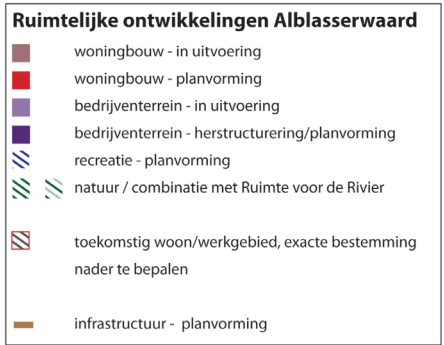 Ruimtelijke ontwikkelingen Alblasserwaard
woningbouw - in uitvoering
woningbouw - planvorming
bedrijventerrein - in uitvoering
bedrijventerrein - herstructurering/planvorming
recreatie - planvorming
natuur / combinatie met Ruimte voor de Rivier
toekomstig woon/werkgebied, exacte bestemming
nader te bepalen
infrastructuur - planvorming